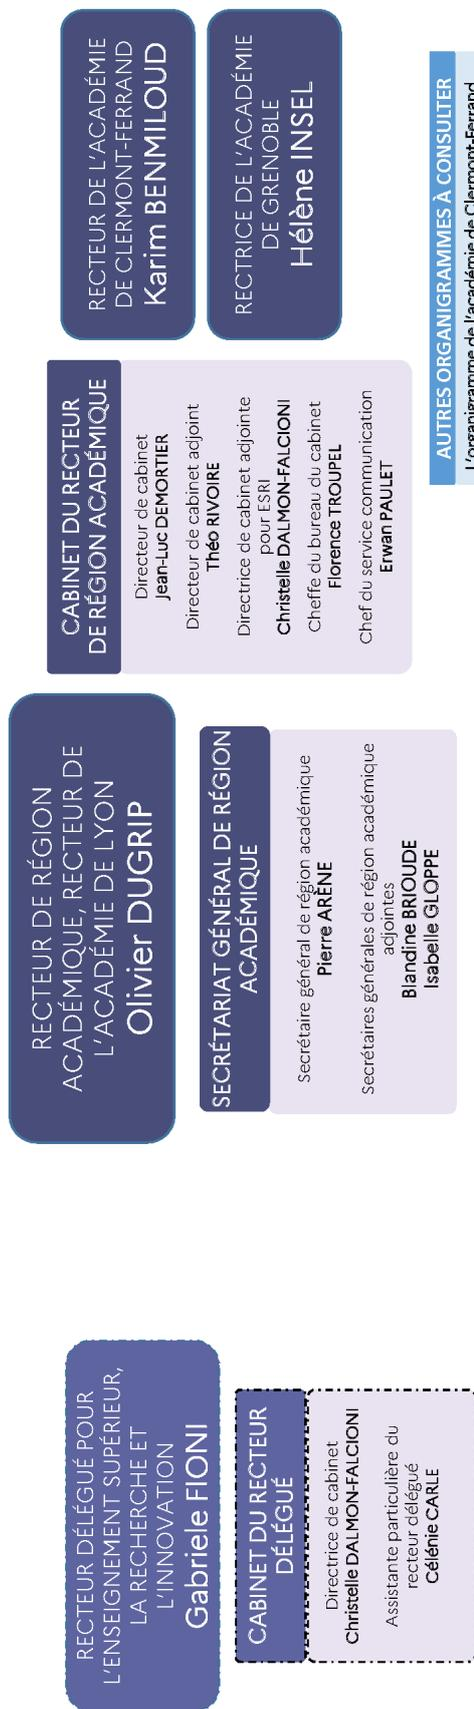 RECTEUR DÉLÉGUÉ POUR
L'ENSEIGNEMENT SUPÉRIEUR,
LA RECHERCHE ET
L'INNOVATION
Gabriele FIONI
CABINET DU RECTEUR
DÉLÉGUÉ
Directrice de cabinet
Christelle DALMON-FALCIONI
Assistante particulière du
recteur délégué
Célénie CARLE
RECTEUR DE RÉGION
ACADÉMIQUE, RECTEUR DE
L'ACADÉMIE DE LYON
Olivier DUGRIP
SECRÉTARIAT GÉNÉRAL DE RÉGION
ACADÉMIQUE
Secrétaire général de région académique
Pierre ARÈNE
Secrétaires générales de région académique
adjointes
Blandine BRIOUDE
Isabelle GLOPPE
CABINET DU RECTEUR
DE RÉGION ACADÉMIQUE
Directeur de cabinet
Jean-Luc DEMORTIER
Directeur de cabinet adjoint
Théo RIVOIRE
Directrice de cabinet adjointe
pour ESRI
Christelle DALMON-FALCIONI
Cheffe du bureau du cabinet
Florence TROUPEL
Chef du service communication
Erwan PAULET
RECTEUR DE L'ACADÉMIE
DE CLERMONT-FERRAND
Karim BENMILOUD
RECTRICE DE L'ACADÉMIE
DE GRENOBLE
Hélène INSEL
AUTRES ORGANIGRAMMES À CONSULTER
L'organigramme de l'académie de Clermont-Ferrand